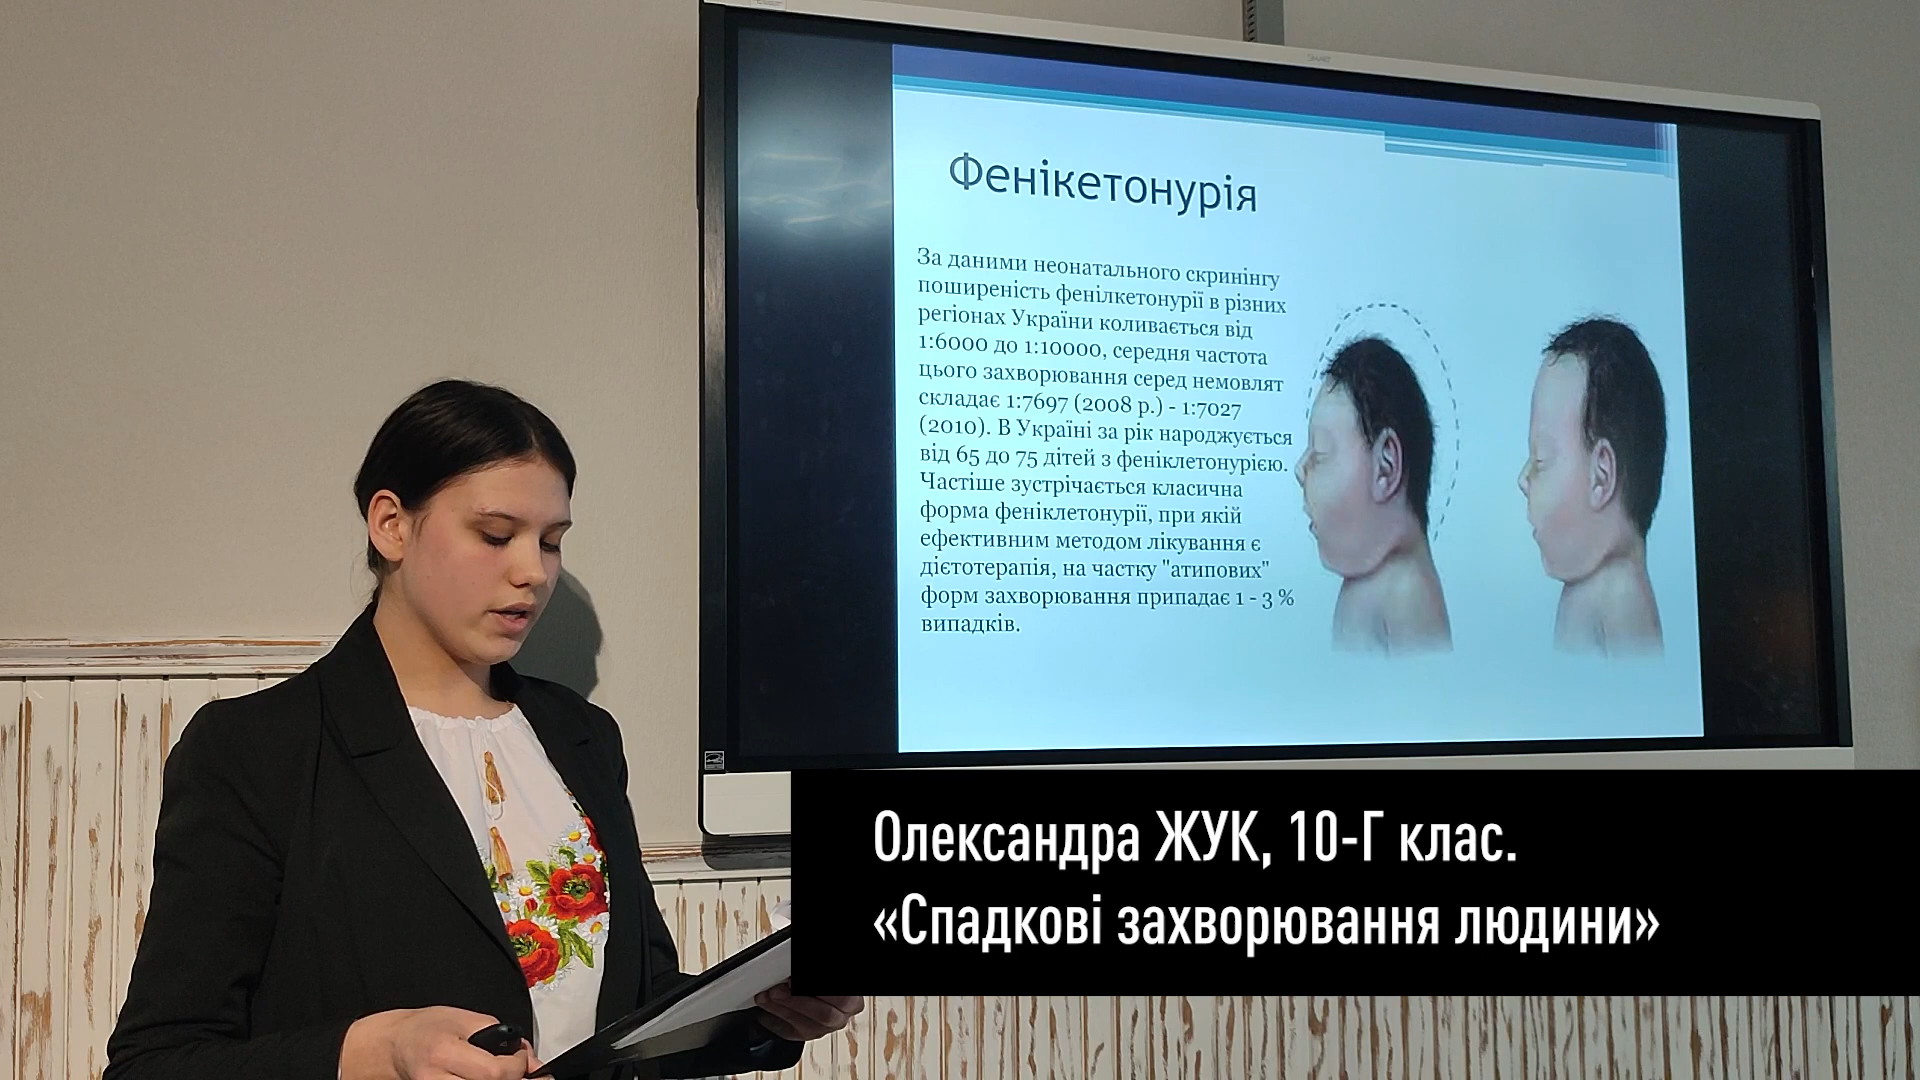 Фенікетонурія
За даними неонатального скринінгу
поширеність фенілкетонурії в різних
регіонах України коливається від
1:6000 до 1:10000, середня частота
цього захворювання серед немовлят
складає 1:7697 (2008 р.) - 1:7027
(2010). В Україні за рік народжується
від 65 до 75 дітей з феніклетонурією.
Частіше зустрічається класична
форма феніклетонурії, при якій
ефективним методом лікування є
дієтотерапія, на частку "атипових"
форм захворювання припадає 1 - 3 %
випадків.
Олександра ЖУК, 10-Г клас.
«Спадкові захворювання людини»